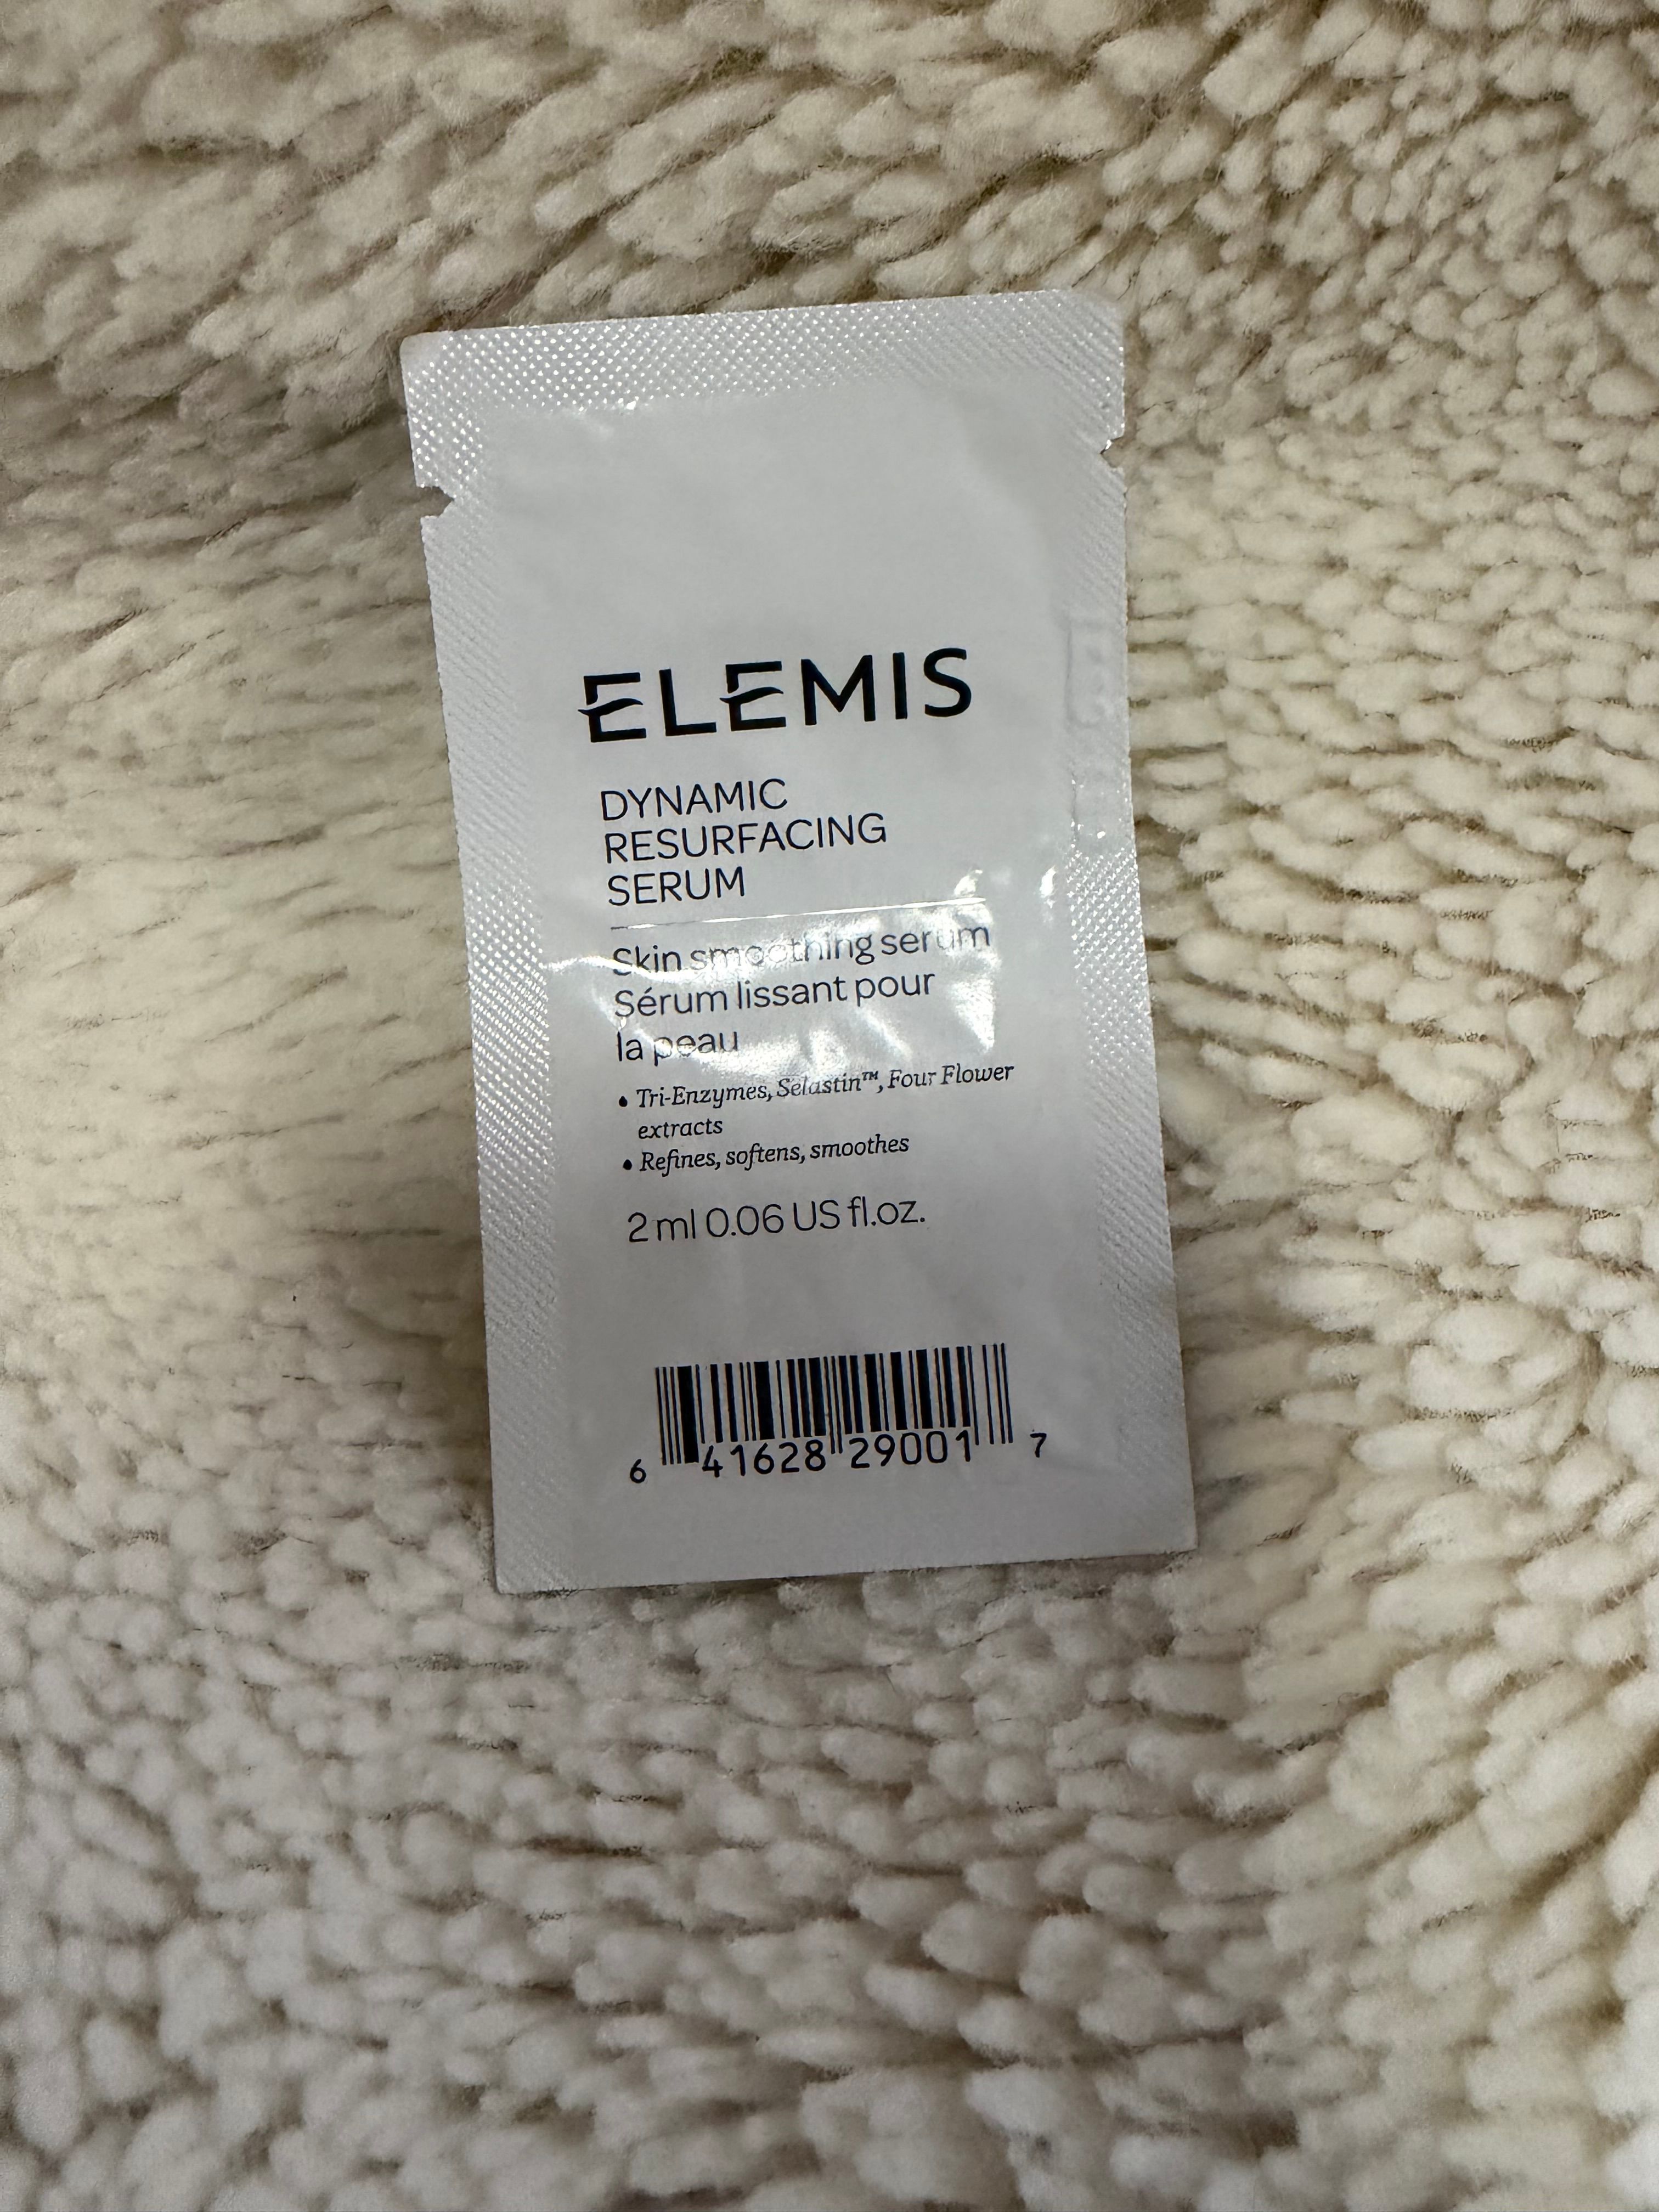 ELEMIS
DYNAMIC
RESURFACING
SERUM
Skin smoothing serum
Sérum lissant pour
la peau
• Tri-Enzymes, Selastin™, Four Flower
extracts
• Refines, softens, smoothes
2 ml 0.06 US fl.oz.
6 41628 29001 7